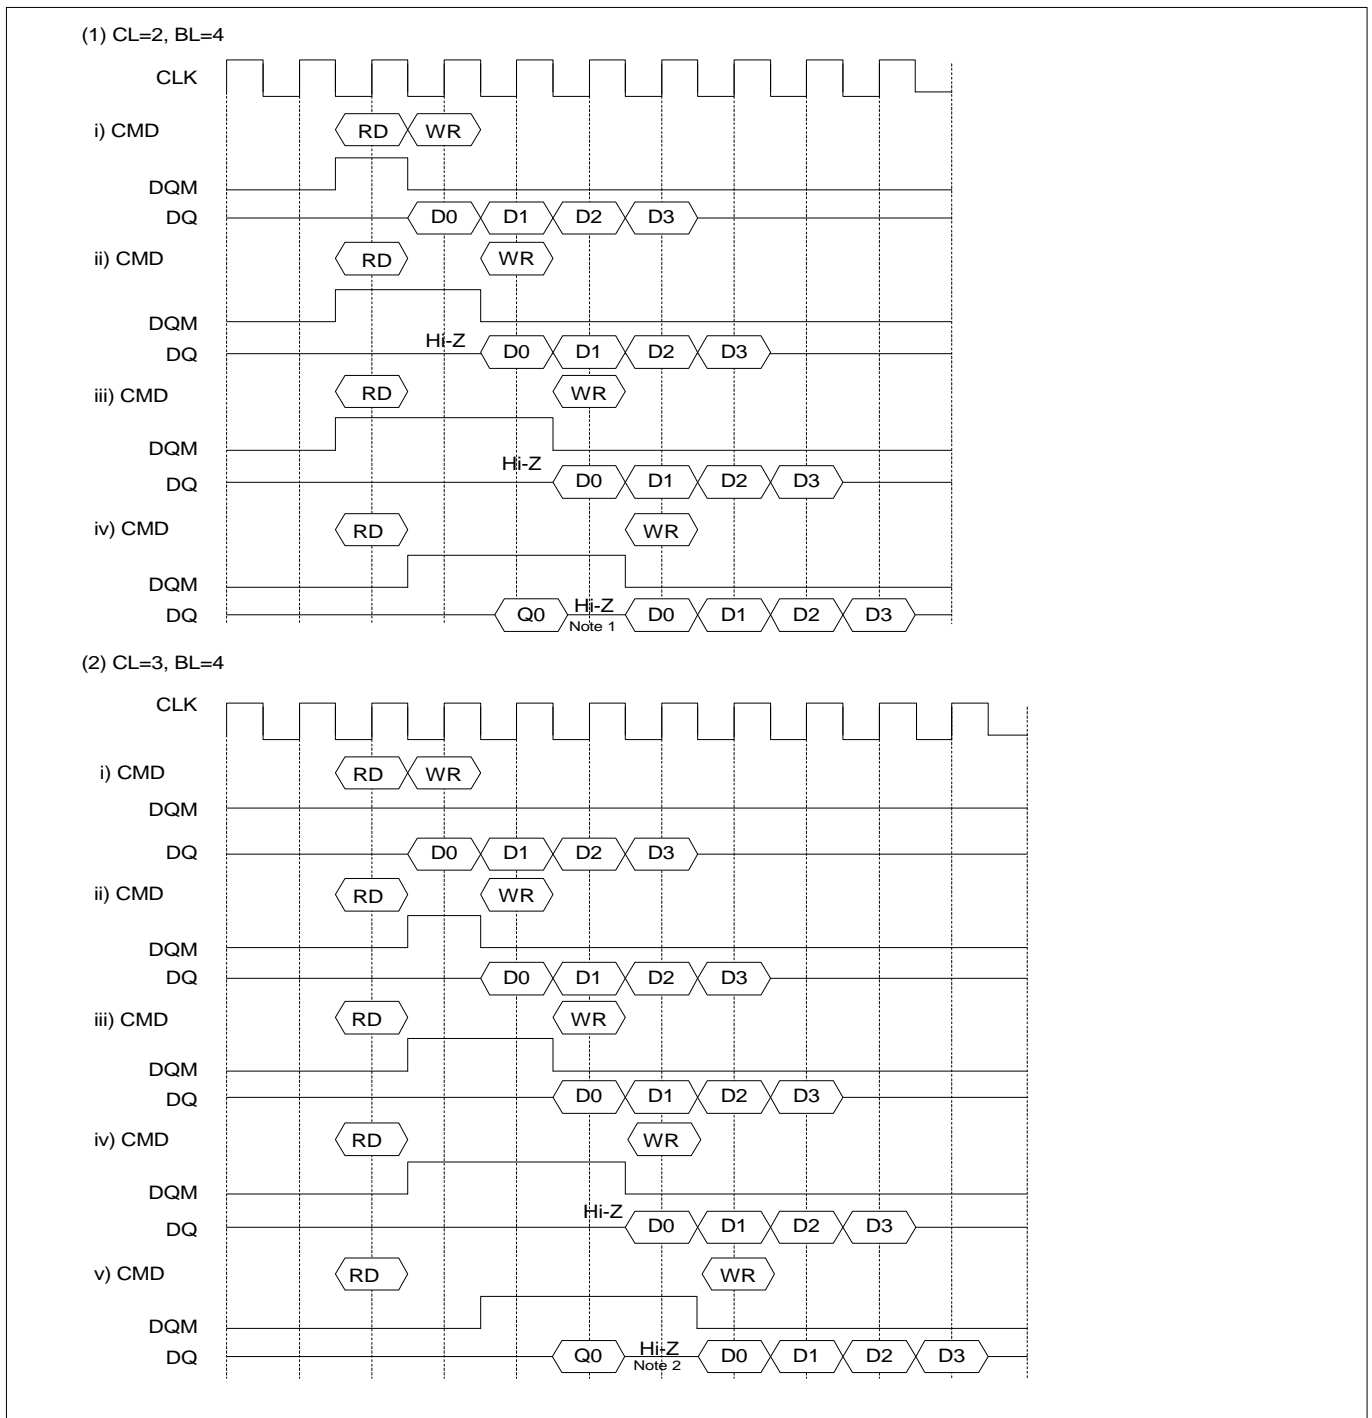 (1) CL=2, BL=4
CLK
i) CMD RD WR
DQM
DQ D0 D1 D2 D3
ii) CMD RD WR
DQM
DQ Hi-Z D0 D1 D2 D3
iii) CMD RD WR
DQM
DQ Hi-Z D0 D1 D2 D3
iv) CMD RD WR
DQM
DQ Q0 Hi-Z D0 D1 D2 D3
Note 1
(2) CL=3, BL=4
CLK
i) CMD RD WR
DQM
DQ D0 D1 D2 D3
ii) CMD RD WR
DQM
DQ D0 D1 D2 D3
iii) CMD RD WR
DQM
DQ D0 D1 D2 D3
iv) CMD RD WR
DQM
DQ Hi-Z D0 D1 D2 D3
v) CMD RD WR
DQM
DQ Q0 Hi-Z D0 D1 D2 D3
Note 2